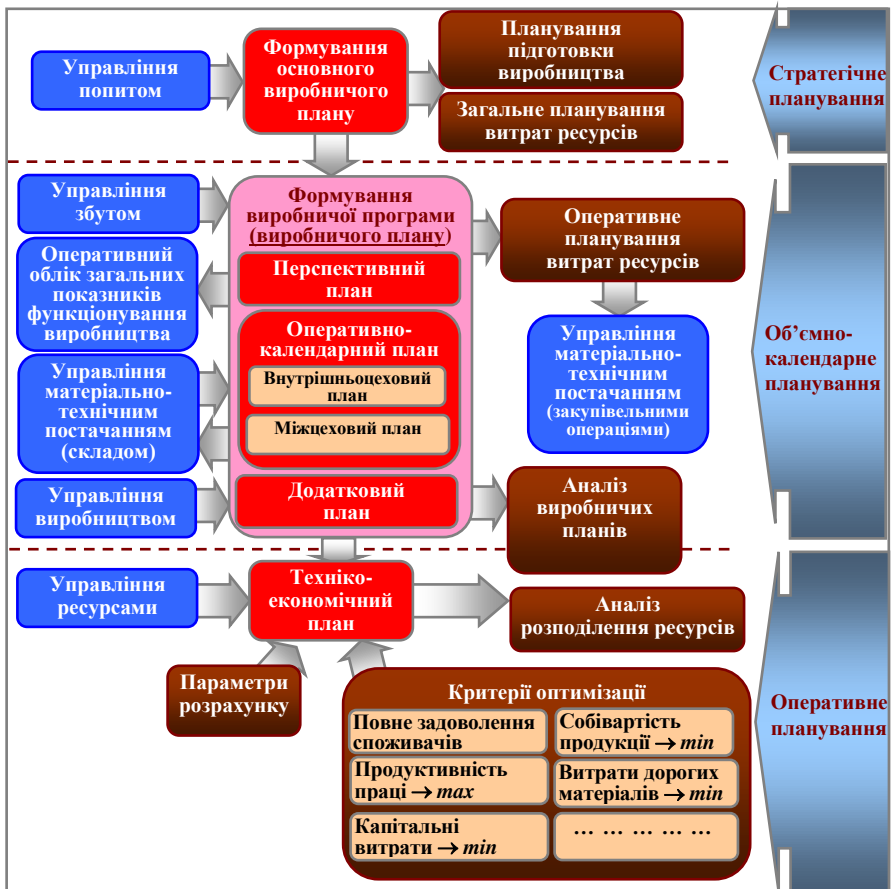 Управління
попитом
Формування
основного
виробничого
плану
Планування
підготовки
виробництва
Загальне планування
витрат ресурсів
Стратегічне
планування
Управління
збутом
Оперативний
облік загальних
показників
функціонування
виробництва
Управління
матеріально-
технічним
постачанням
(складом)
Управління
виробництвом
Формування
виробничої програми
(виробничого плану)
Перспективний
план
Оперативно-
календарний план
Внутрішньоцеховий
план
Міжцеховий план
Додатковий
план
Оперативне
планування
витрат ресурсів
Управління
матеріально-
технічним
постачанням
(закупівельними
операціями)
Аналіз
виробничих
планів
Об’ємно-
календарне
планування
Управління
ресурсами
Техніко-
економічний
план
Аналіз
розподілення ресурсів
Параметри
розрахунку
Критерії оптимізації
Повне задоволення
споживачів
Собівартість
продукції → min
Продуктивність
праці → max
Витрати дорогих
матеріалів → min
Капітальні
витрати → min
… … … … …
Оперативне
планування